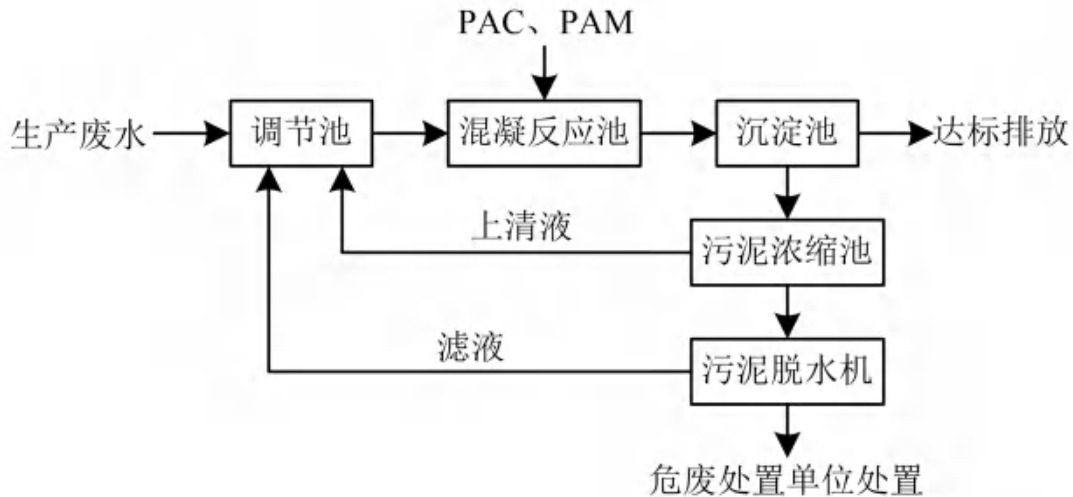 PAC、PAM
生产废水
调节池
混凝反应池
沉淀池
达标排放
上清液
污泥浓缩池
滤液
污泥脱水机
危废处置单位处置